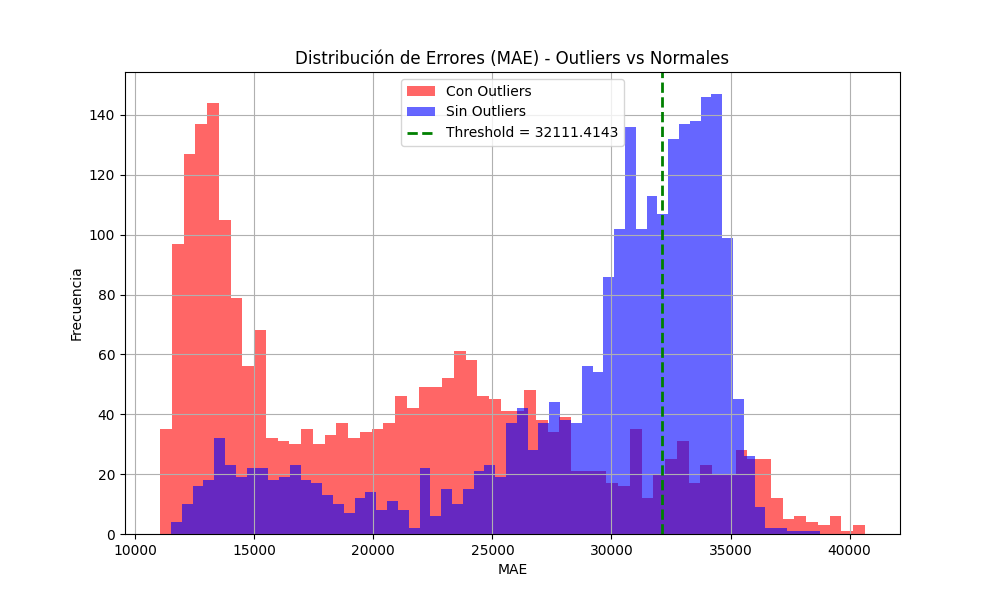 Distribución de Errores (MAE) - Outliers vs Normales
Con Outliers
Sin Outliers
Threshold = 32111.4143
Frecuencia
140
120
100
80
60
40
20
0
10000 15000 20000 25000 30000 35000 40000
MAE